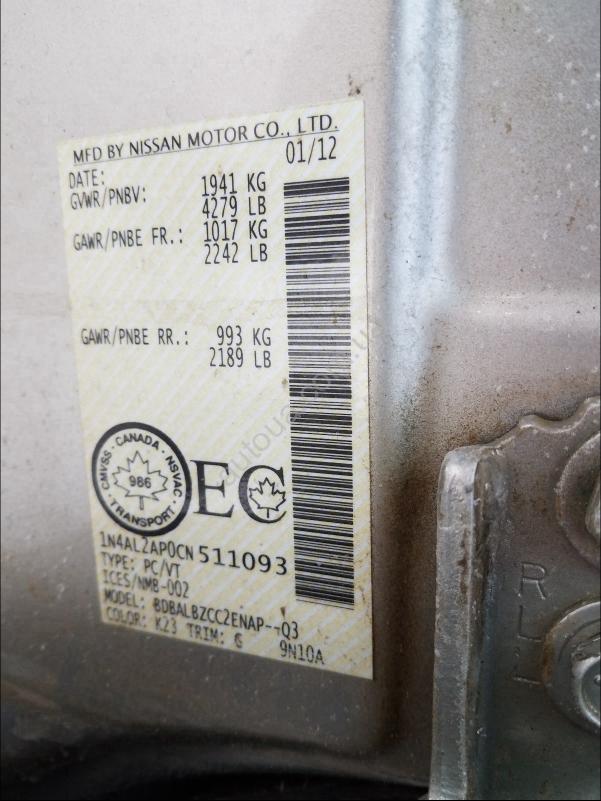 MFD BY NISSAN MOTOR CO., LTD.
DATE: 01/12
GVWR/PNBV: 1941 KG
4279 LB
GAWR/PNBE FR.: 1017 KG
2242 LB
GAWR/PNBE RR.: 993 KG
2189 LB
CANADA
CMVSS NSVAC
986
TRANSPORT
EC
1N4AL2AP0CN511093
TYPE: PC/VT
ICES/NMB-002
MODEL: BDBALBZCC2ENAP--Q3
COLOR: K23 TRIM: G 9N10A
R
L